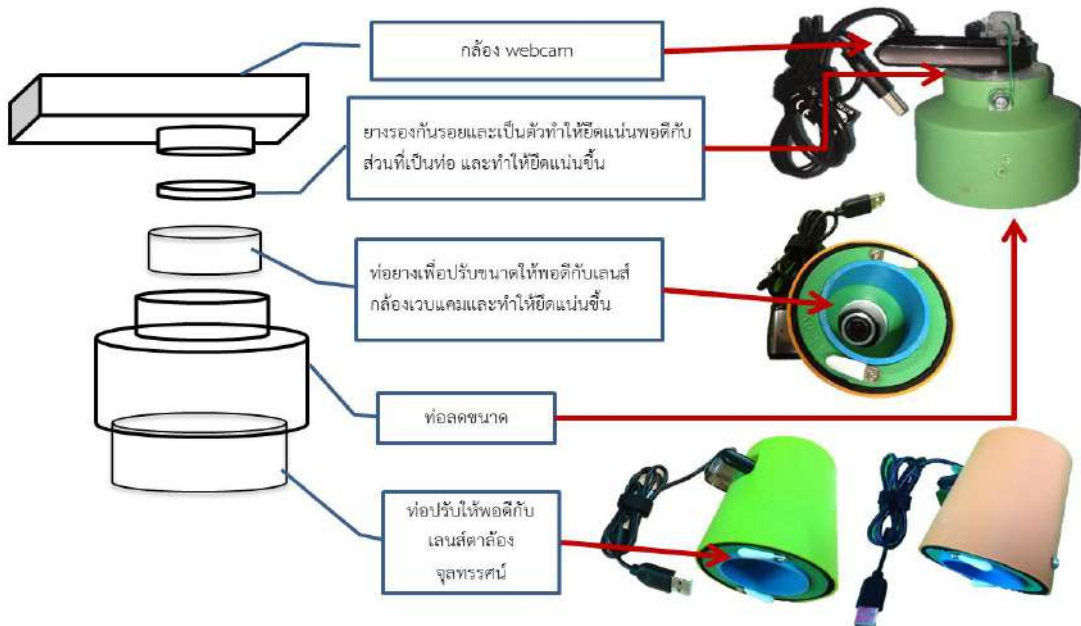 กล้อง webcam
ยางรองกันรอยและเป็นตัวทำให้ยึดแน่นพอดีกับ
ส่วนที่เป็นท่อ และทำให้ยึดแน่นขึ้น
ท่อยางเพื่อปรับขนาดให้พอดีกับเลนส์
กล้องเวบแคมและทำให้ยึดแน่นขึ้น
ท่อลดขนาด
ท่อปรับให้พอดีกับ
เลนส์ตาล้อง
จุลทรรศน์